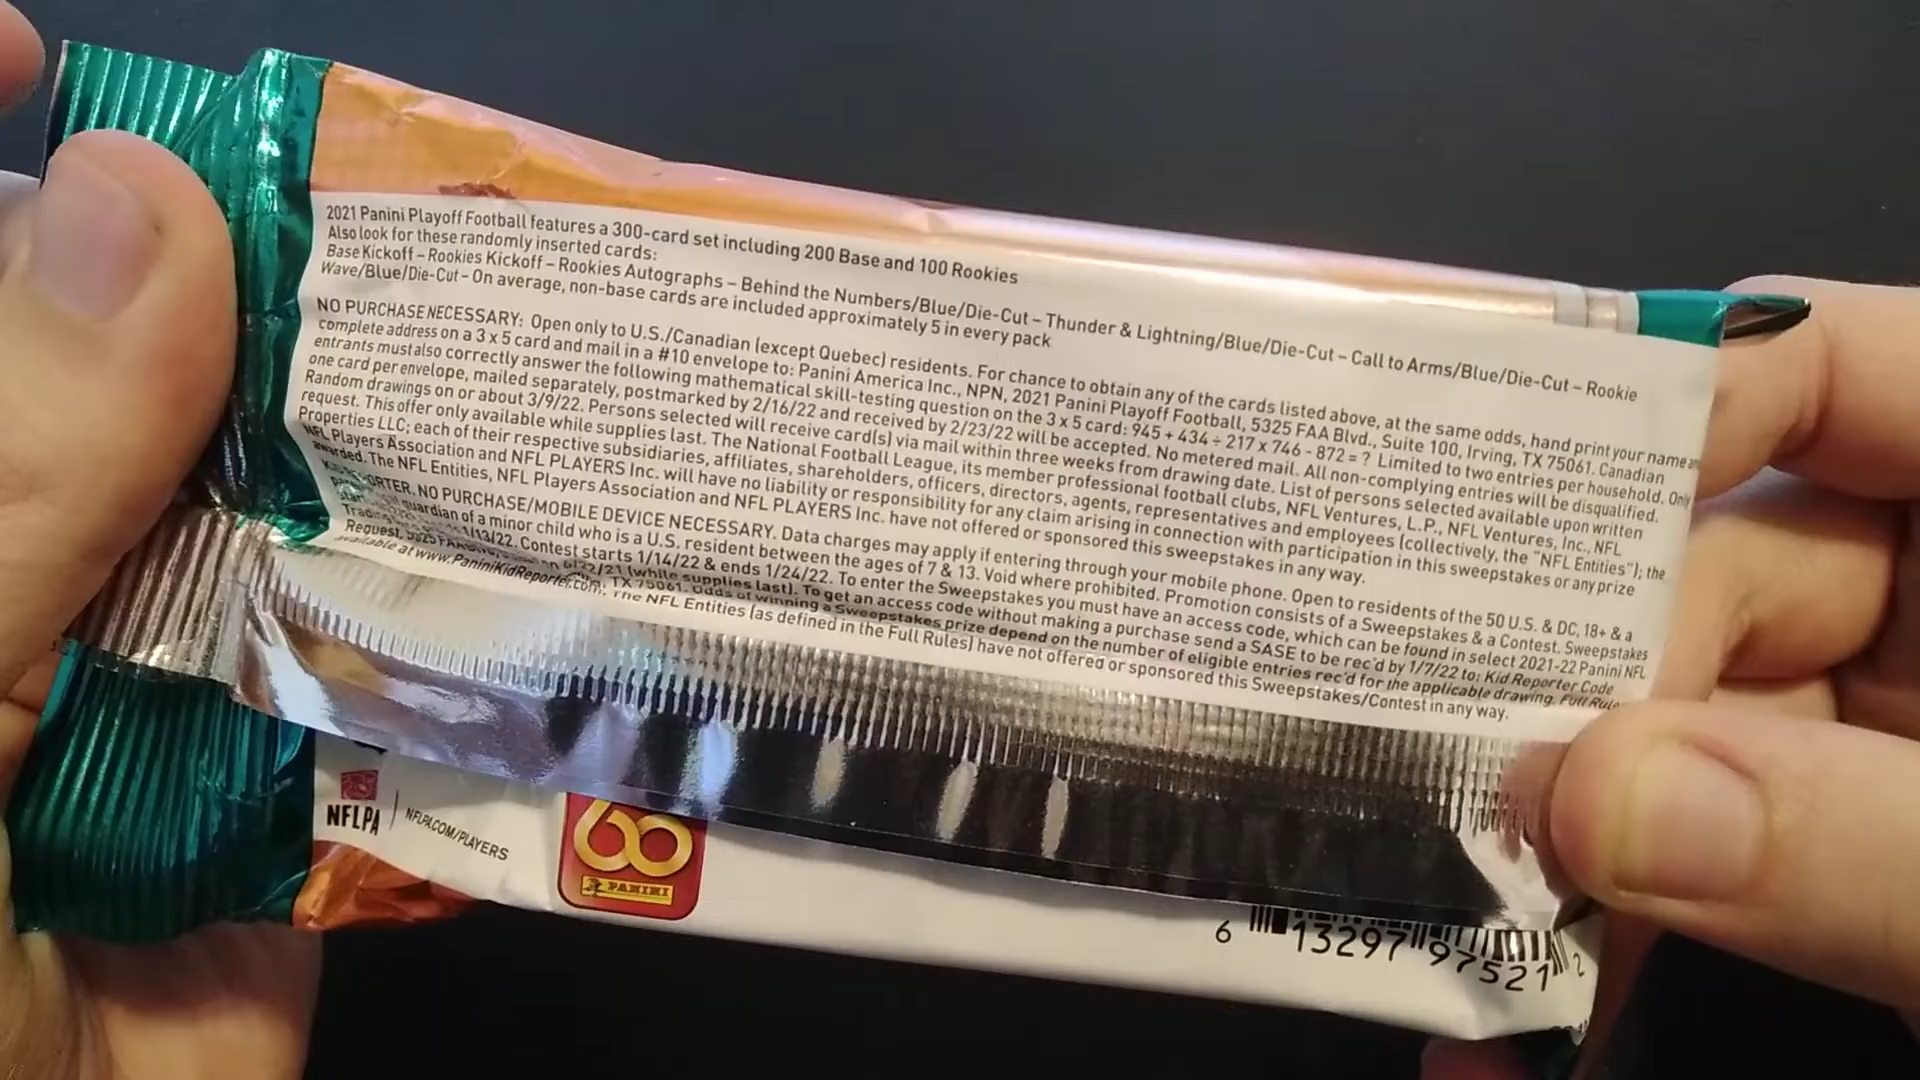 2021 Panini Playoff Football features a 300-card set including 200 Base and 100 Rookies
Also look for these randomly inserted cards:
Base Kickoff – Rookies Kickoff – Rookies Autographs – Behind the Numbers/Blue/Die-Cut – Thunder & Lightning/Blue/Die-Cut – Call to Arms/Blue/Die-Cut – Rookie
Wave/Blue/Die-Cut – On average, non-base cards are included approximately 5 in every pack
NO PURCHASE NECESSARY: Open only to U.S./Canadian (except Quebec) residents. For chance to obtain any of the cards listed above, at the same odds, hand print your name
complete address on a 3 x 5 card and mail in a #10 envelope to: Panini America Inc., NPN, 2021 Panini Playoff Football, 5325 FAA Blvd., Suite 100, Irving, TX 75061. Canadian
entrants must also correctly answer the following mathematical skill-testing question on the 3 x 5 card: 945 + 434 ÷ 217 x 746 - 872 = ? Limited to two entries per household. Only
one card per envelope, mailed separately, postmarked by 2/16/22 and received by 2/23/22 will be accepted. No metered mail. All non-complying entries will be disqualified.
Random drawings on or about 3/9/22. Persons selected will receive card(s) via mail within three weeks from drawing date. List of persons selected available upon written
request. This offer only available while supplies last. The National Football League, its member professional football clubs, NFL Ventures, L.P., NFL Ventures, Inc., NFL
Properties LLC; each of their respective subsidiaries, affiliates, shareholders, officers, directors, agents, representatives and employees (collectively, the "NFL Entities"); the
NFL Players Association and NFL PLAYERS Inc. will have no liability or responsibility for any claim arising in connection with participation in this sweepstakes or any prize
awarded. The NFL Entities, NFL Players Association and NFL PLAYERS Inc. have not offered or sponsored this sweepstakes in any way.
NO PURCHASE/MOBILE DEVICE NECESSARY. Data charges may apply if entering through your mobile phone. Open to residents of the 50 U.S. & DC, 18+ & a
guardian of a minor child who is a U.S. resident between the ages of 7 & 13. Void where prohibited. Promotion consists of a Sweepstakes & a Contest. Sweepstakes
1/13/22. Contest starts 1/14/22 & ends 1/24/22. To enter the Sweepstakes you must have an access code, which can be found in select 2021-22 Panini NFL
Trading 6/22/21 (while supplies last). To get an access code without making a purchase send a SASE to be rec'd by 1/7/22 to: Kid Reporter Code
Request, 5325 TX 75061. Odds of winning a Sweepstakes prize depend on the number of eligible entries rec'd for the applicable drawing. Full
available at www.PaniniKidReporter.com. The NFL Entities (as defined in the Full Rules) have not offered or sponsored this Sweepstakes/Contest in any way.
NFLPA
NFLPA.COM/PLAYERS
60
PANINI
6 13297 97521 2